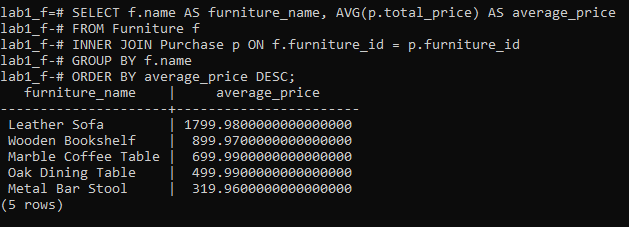 lab1_f=# SELECT f.name AS furniture_name, AVG(p.total_price) AS average_price
lab1_f-# FROM Furniture f
lab1_f-# INNER JOIN Purchase p ON f.furniture_id = p.furniture_id
lab1_f-# GROUP BY f.name
lab1_f-# ORDER BY average_price DESC;
   furniture_name    |     average_price
---------------------+-----------------------
 Leather Sofa        | 1799.9800000000000000
 Wooden Bookshelf    |  899.9700000000000000
 Marble Coffee Table |  699.9900000000000000
 Oak Dining Table    |  499.9900000000000000
 Metal Bar Stool     |  319.9600000000000000
(5 rows)